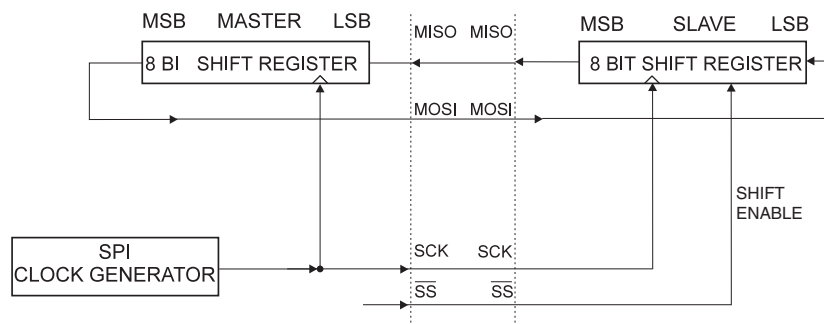 MSB MASTER LSB
MISO MISO
MSB SLAVE LSB
8 BI SHIFT REGISTER
8 BIT SHIFT REGISTER
MOSI MOSI
SHIFT
ENABLE
SPI
CLOCK GENERATOR
SCK SCK
SS SS